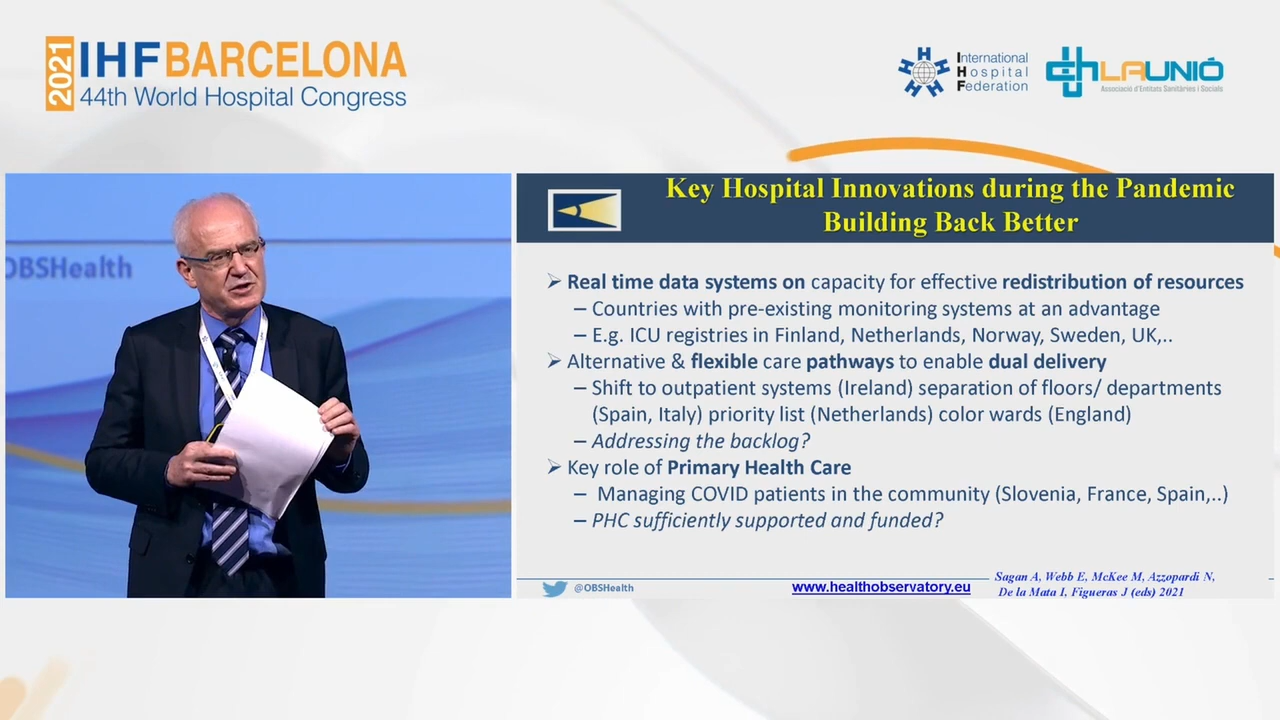 2021 IHFBARCELONA
44th World Hospital Congress
International
Hospital
Federation
LAUNIÓ
Associació d'Entitats Sanitàries i Socials
OBSHealth
Key Hospital Innovations during the Pandemic
Building Back Better
➢ Real time data systems on capacity for effective redistribution of resources
– Countries with pre-existing monitoring systems at an advantage
– E.g. ICU registries in Finland, Netherlands, Norway, Sweden, UK,..
➢ Alternative & flexible care pathways to enable dual delivery
– Shift to outpatient systems (Ireland) separation of floors/ departments
(Spain, Italy) priority list (Netherlands) color wards (England)
– Addressing the backlog?
➢ Key role of Primary Health Care
– Managing COVID patients in the community (Slovenia, France, Spain,..)
– PHC sufficiently supported and funded?
@OBSHealth
www.healthobservatory.eu
Sagan A, Webb E, McKee M, Azzopardi N,
De la Mata I, Figueras J (eds) 2021